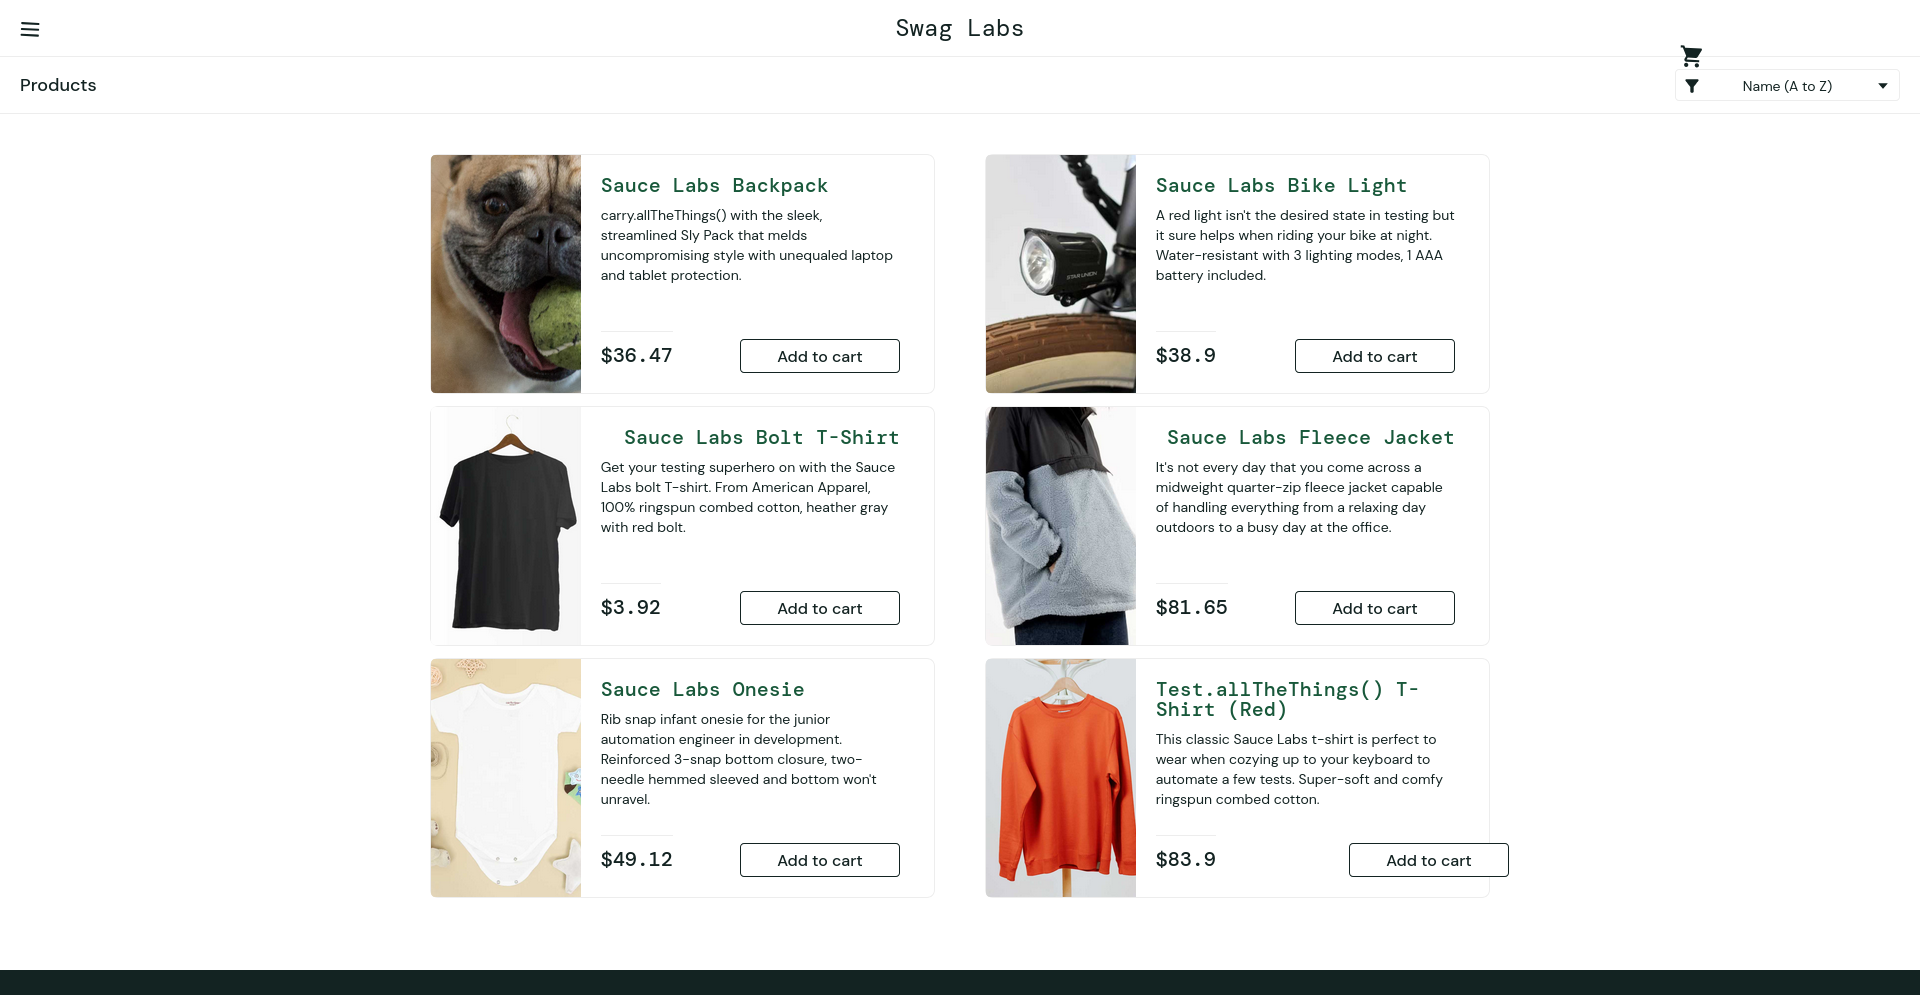 Swag Labs
Products
Name (A to Z)
Sauce Labs Backpack
carry.allTheThings() with the sleek,
streamlined Sly Pack that melds
uncompromising style with unequaled laptop
and tablet protection.
$36.47
Add to cart
Sauce Labs Bike Light
A red light isn't the desired state in testing but
it sure helps when riding your bike at night.
Water-resistant with 3 lighting modes, 1 AAA
battery included.
$38.9
Add to cart
STAR UNION
Sauce Labs Bolt T-Shirt
Get your testing superhero on with the Sauce
Labs bolt T-shirt. From American Apparel,
100% ringspun combed cotton, heather gray
with red bolt.
$3.92
Add to cart
Sauce Labs Fleece Jacket
It's not every day that you come across a
midweight quarter-zip fleece jacket capable
of handling everything from a relaxing day
outdoors to a busy day at the office.
$81.65
Add to cart
Sauce Labs Onesie
Rib snap infant onesie for the junior
automation engineer in development.
Reinforced 3-snap bottom closure, two-
needle hemmed sleeved and bottom won't
unravel.
$49.12
Add to cart
Test.allTheThings() T-
Shirt (Red)
This classic Sauce Labs t-shirt is perfect to
wear when cozying up to your keyboard to
automate a few tests. Super-soft and comfy
ringspun combed cotton.
$83.9
Add to cart